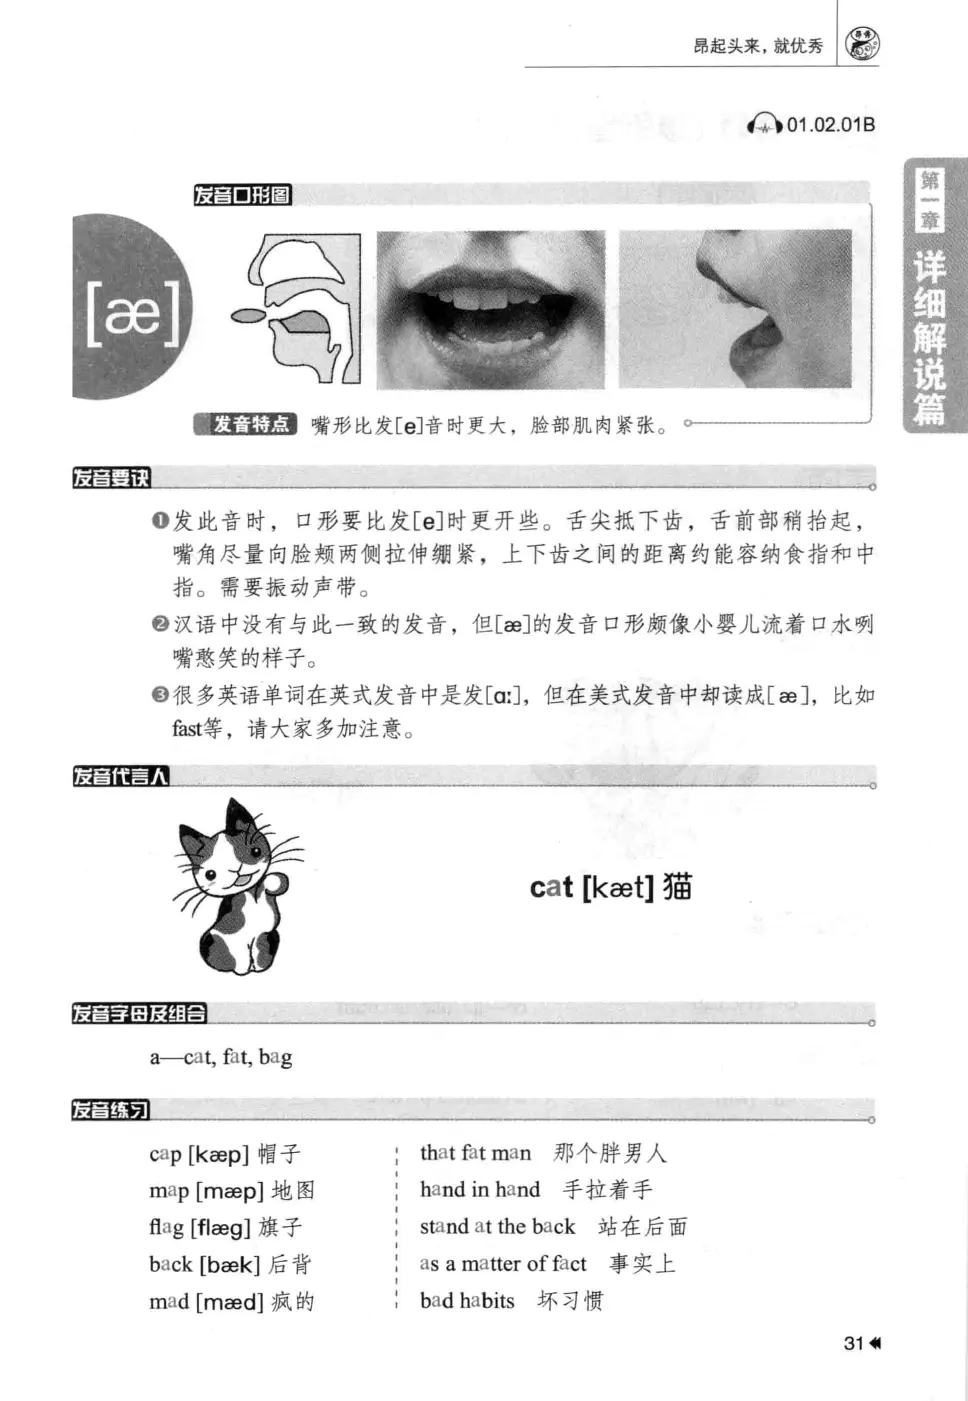 昂起头来，就优秀
01.02.01B
第一章 详细解说篇
发音口形图
[æ]
发音特点 嘴形比发[e]音时更大，脸部肌肉紧张。
发音要诀
❶发此音时，口形要比发[e]时更开些。舌尖抵下齿，舌前部稍抬起，
嘴角尽量向脸颊两侧拉伸绷紧，上下齿之间的距离约能容纳食指和中
指。需要振动声带。
❷汉语中没有与此一致的发音，但[æ]的发音口形颇像小婴儿流着口水咧
嘴憨笑的样子。
❸很多英语单词在英式发音中是发[ɑː]，但在美式发音中却读成[æ]，比如
fast等，请大家多加注意。
发音代言人
cat [kæt] 猫
发音字母及组合
a—cat, fat, bag
发音练习
cap [kæp] 帽子
map [mæp] 地图
flag [flæg] 旗子
back [bæk] 后背
mad [mæd] 疯的
that fat man 那个胖男人
hand in hand 手拉着手
stand at the back 站在后面
as a matter of fact 事实上
bad habits 坏习惯
31